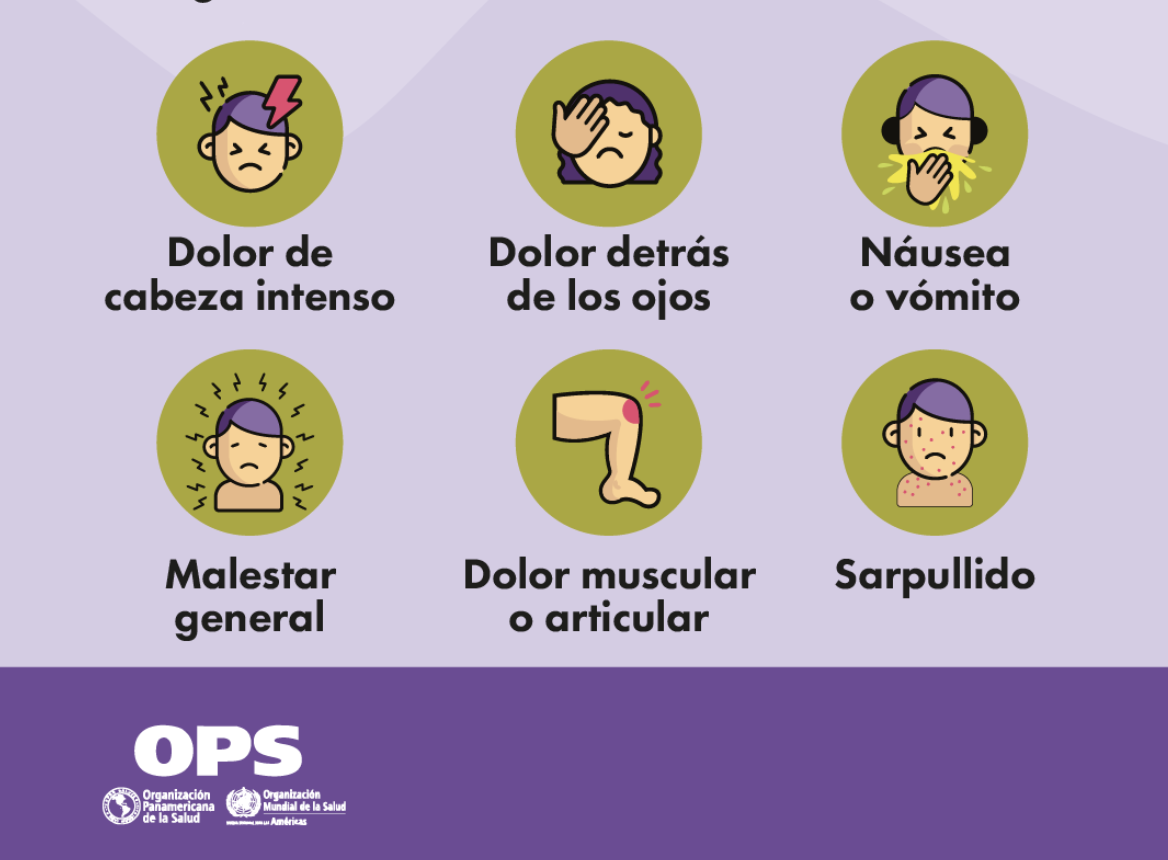 Dolor de
cabeza intenso
Dolor detrás
de los ojos
Náusea
o vómito
Malestar
general
Dolor muscular
o articular
Sarpullido
OPS
Organización
Panamericana
de la Salud
Organización
Mundial de la Salud
Américas